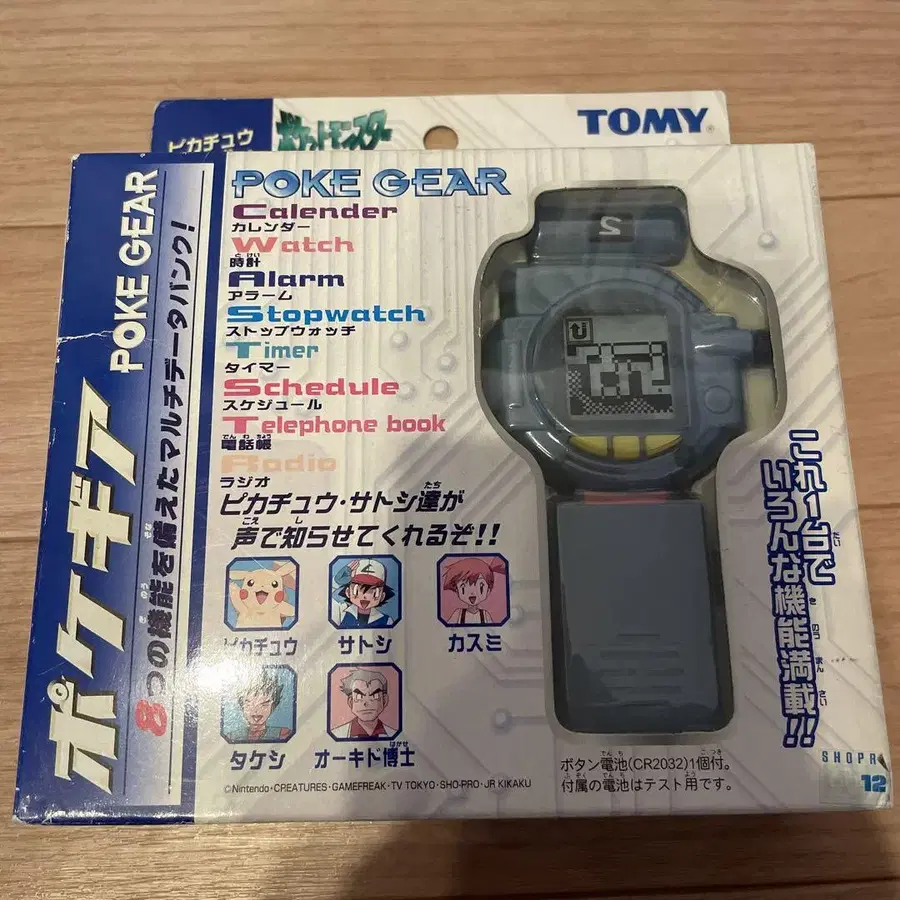 ピカチュウ
ポケットモンスター
TOMY
ポケギア
POKE GEAR
8つの機能を備えたマルチデータバンク!
POKE GEAR
Calender
カレンダー
Watch
時計
Alarm
アラーム
Stopwatch
ストップウォッチ
Timer
タイマー
Schedule
スケジュール
Telephone book
電話帳
Radio
ラジオ
ピカチュウ・サトシ達が
声で知らせてくれるぞ!!
ピカチュウ
サトシ
カスミ
タケシ
オーキド博士
©Nintendo・CREATURES・GAMEFREAK・TV TOKYO・SHO-PRO・JR KIKAKU
2
これ一台で
いろんな機能満載!!
ボタン電池(CR2032)1個付。
付属の電池はテスト用です。
SHOPR
12